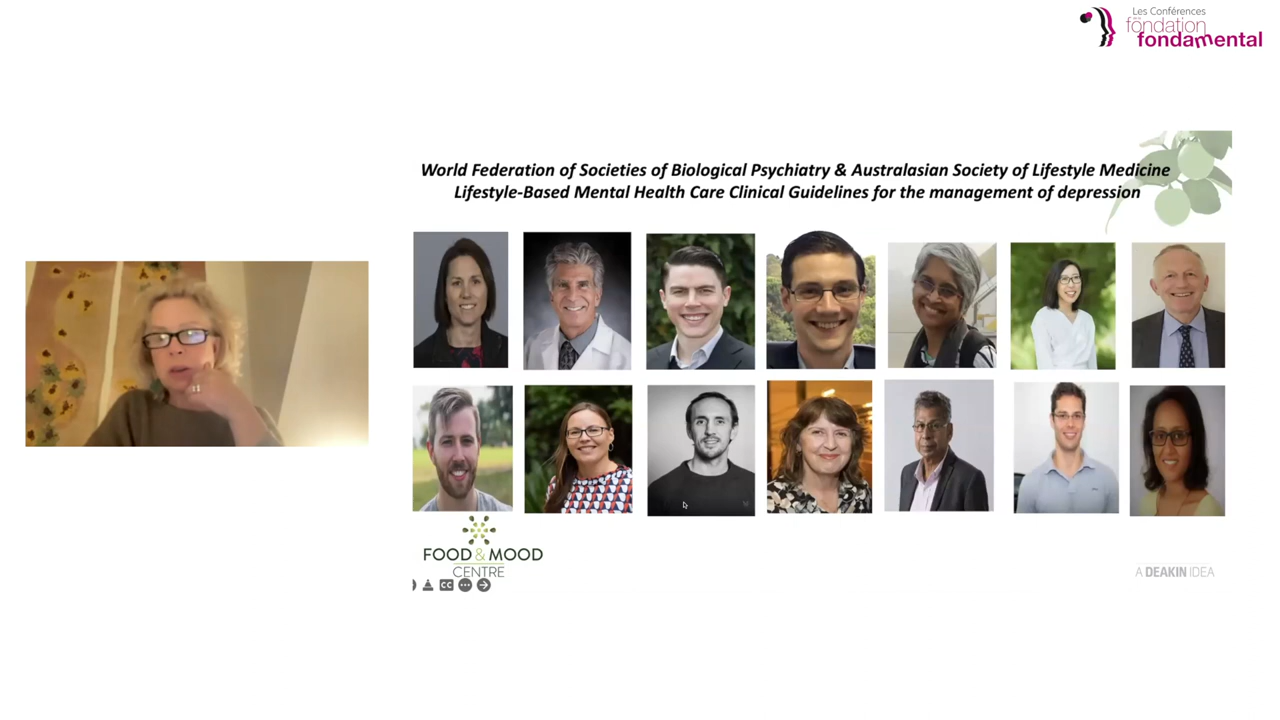 Les Conférences
fondation
fondamental
World Federation of Societies of Biological Psychiatry & Australasian Society of Lifestyle Medicine
Lifestyle-Based Mental Health Care Clinical Guidelines for the management of depression
FOOD & MOOD
CENTRE
CC
A DEAKIN IDEA